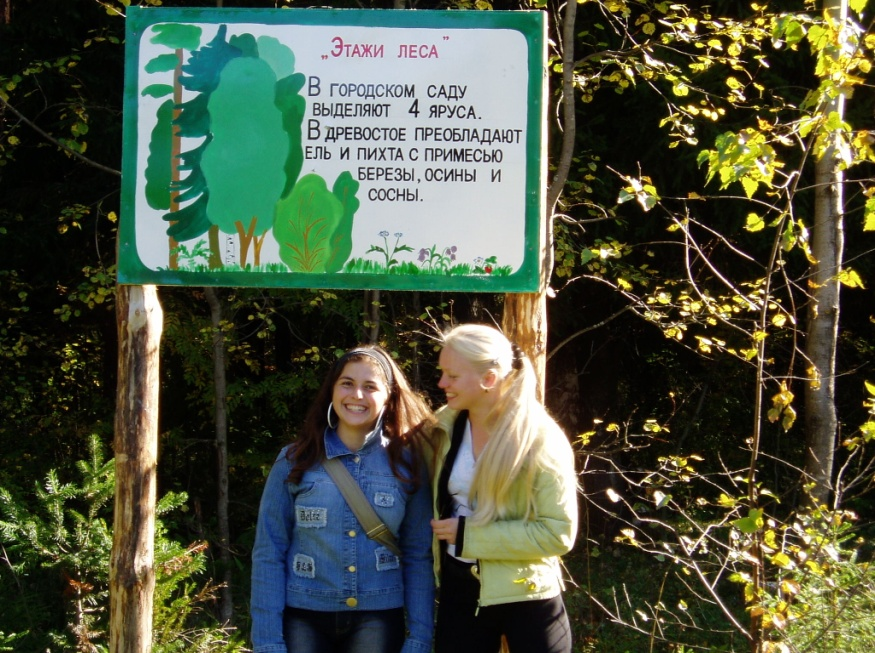 „Этажи леса"
В городском саду
выделяют 4 яруса.
В древостое преобладают
ель и пихта с примесью
березы, осины и
сосны.